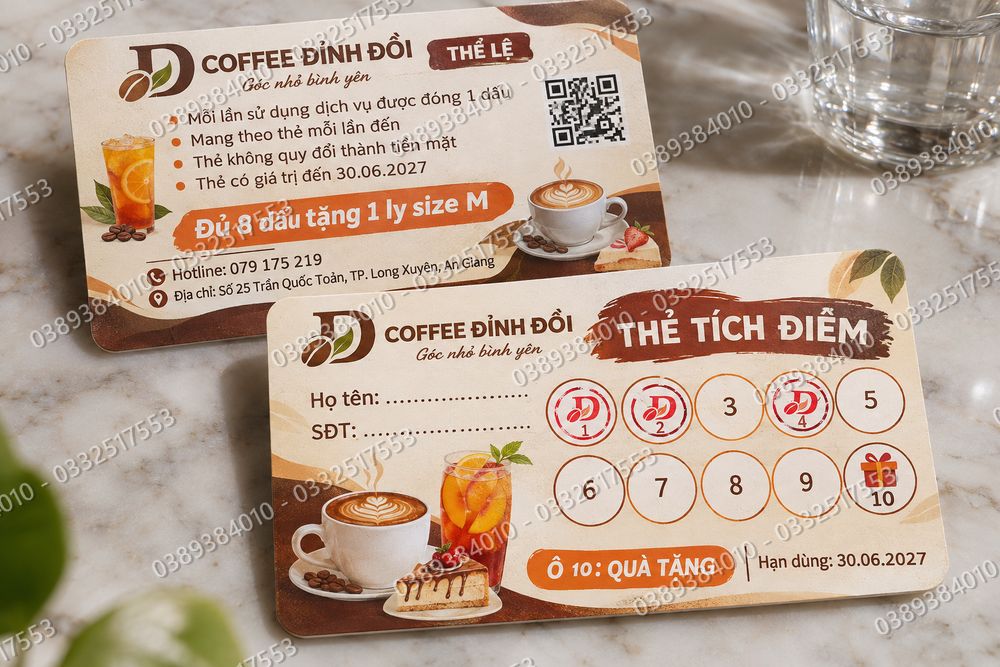 D
COFFEE ĐỈNH ĐỒI
Góc nhỏ bình yên
THỂ LỆ
• Mỗi lần sử dụng dịch vụ được đóng 1 dấu
• Mang theo thẻ mỗi lần đến
• Thẻ không quy đổi thành tiền mặt
• Thẻ có giá trị đến 30.06.2027
Đủ 8 dấu tặng 1 ly size M
Hotline: 079 175 219
Địa chỉ: Số 25 Trần Quốc Toản, TP. Long Xuyên, An Giang
D
COFFEE ĐỈNH ĐỒI
Góc nhỏ bình yên
THẺ TÍCH ĐIỂM
Họ tên: ........................
SĐT: ............................
D 1
D 2
3
D 4
5
6
7
8
9
10
Ô 10: QUÀ TẶNG
Hạn dùng: 30.06.2027
0389384010 - 0332517553